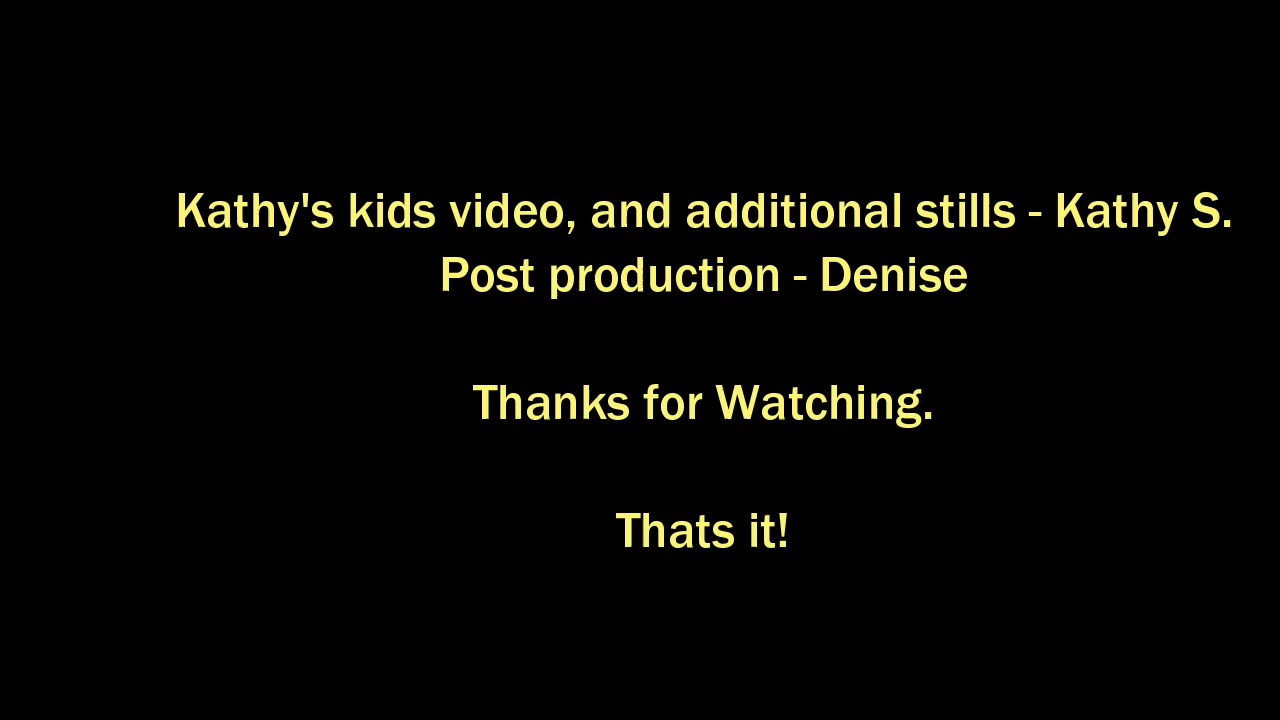 Kathy's kids video, and additional stills - Kathy S.
Post production - Denise
Thanks for Watching.
Thats it!